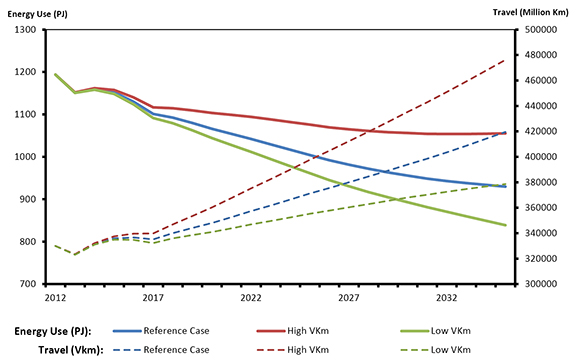 Energy Use (PJ) Travel (Million Km)
1300 500000
480000
1200 460000
440000
1100 420000
1000 400000
380000
900 360000
340000
800 320000
700 300000
2012 2017 2022 2027 2032
Energy Use (PJ): Reference Case High VKm Low VKm
Travel (Vkm): Reference Case High VKm Low VKm